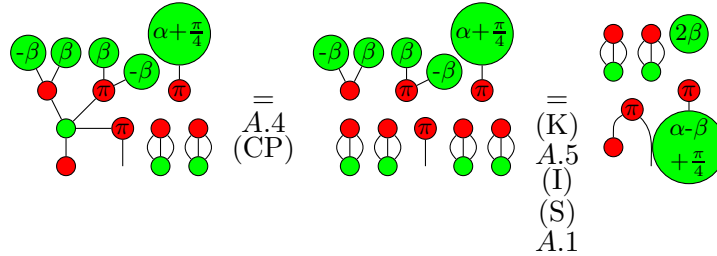 -β β β -β α+π/4
π π
π
=
A.4
(CP)
-β β β -β α+π/4
π π
π
=
(K)
A.5
(I)
(S)
A.1
2β
π π
α-β
+π/4